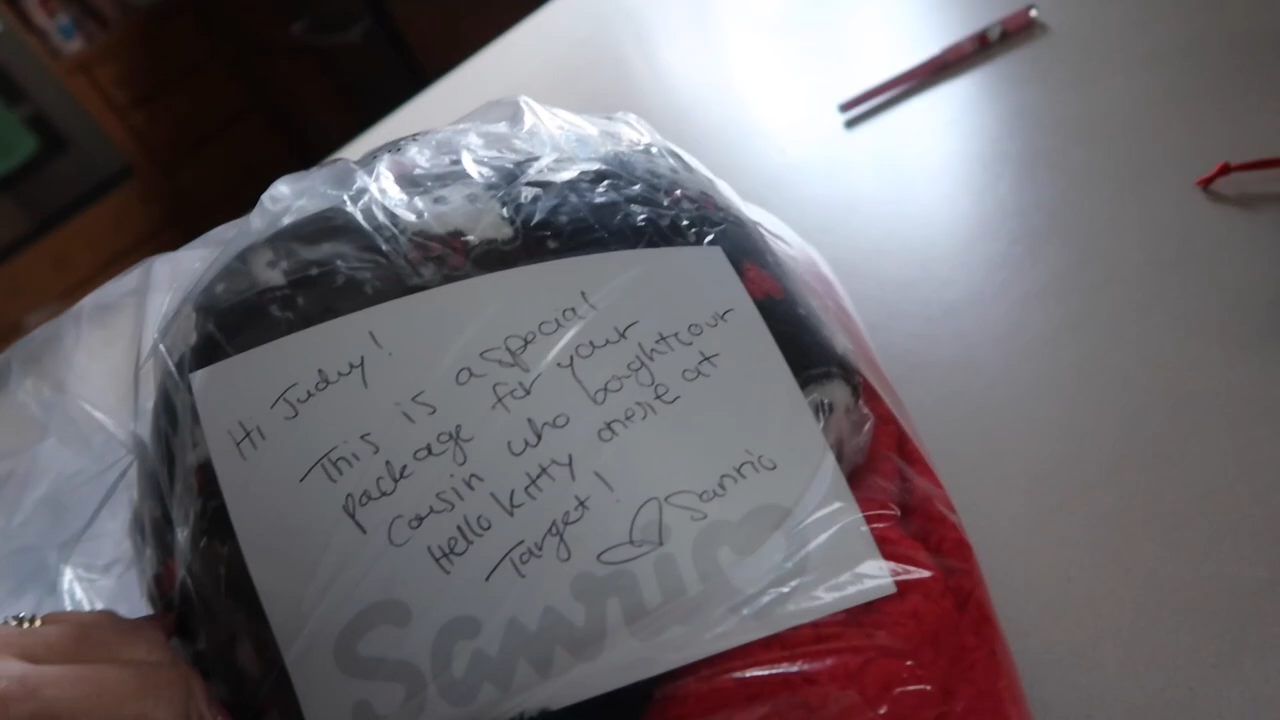 Hi Judy!
This is a special
package for your
Cousin who bought our
Hello Kitty onesie at
Target!
Sanrio
Sanrio